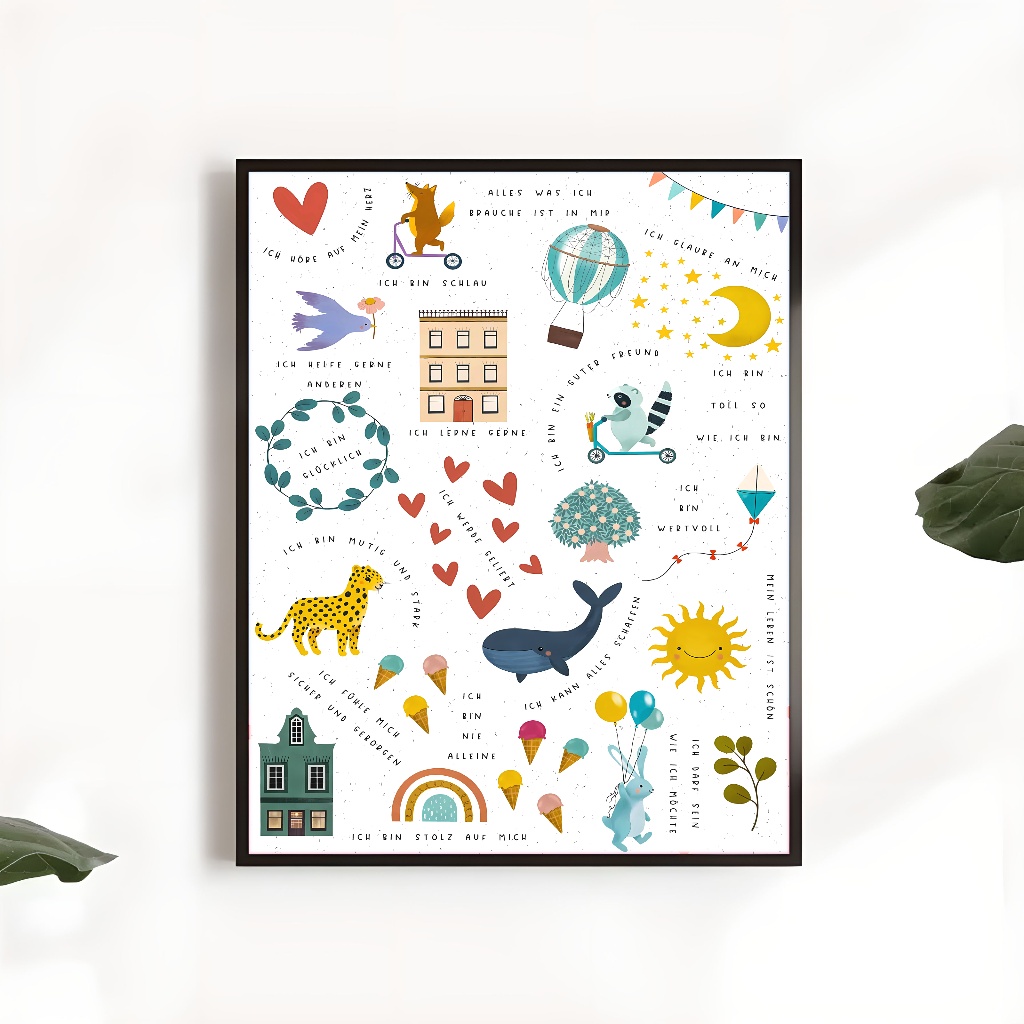 ICH HÖRE AUF MEIN HERZ
ALLES WAS ICH
BRAUCHE IST IN MIR
ICH BIN SCHLAU
ICH GLAUBE AN MICH
ICH HELFE GERNE
ANDEREN
ICH LERNE GERNE
ICH BIN EIN GUTER FREUND
ICH BIN
TOLL SO
WIE ICH BIN
ICH BIN
GLÜCKLICH
ICH WERDE GELIEBT
ICH
BIN
WERTVOLL
ICH BIN MUTIG UND STARK
ICH KANN ALLES SCHAFFEN
MEIN LEBEN IST SCHÖN
ICH FÜHLE MICH
SICHER UND GEBORGEN
ICH
BIN
NIE
ALLEINE
ICH DARF SEIN
WIE ICH MÖCHTE
ICH BIN STOLZ AUF MICH